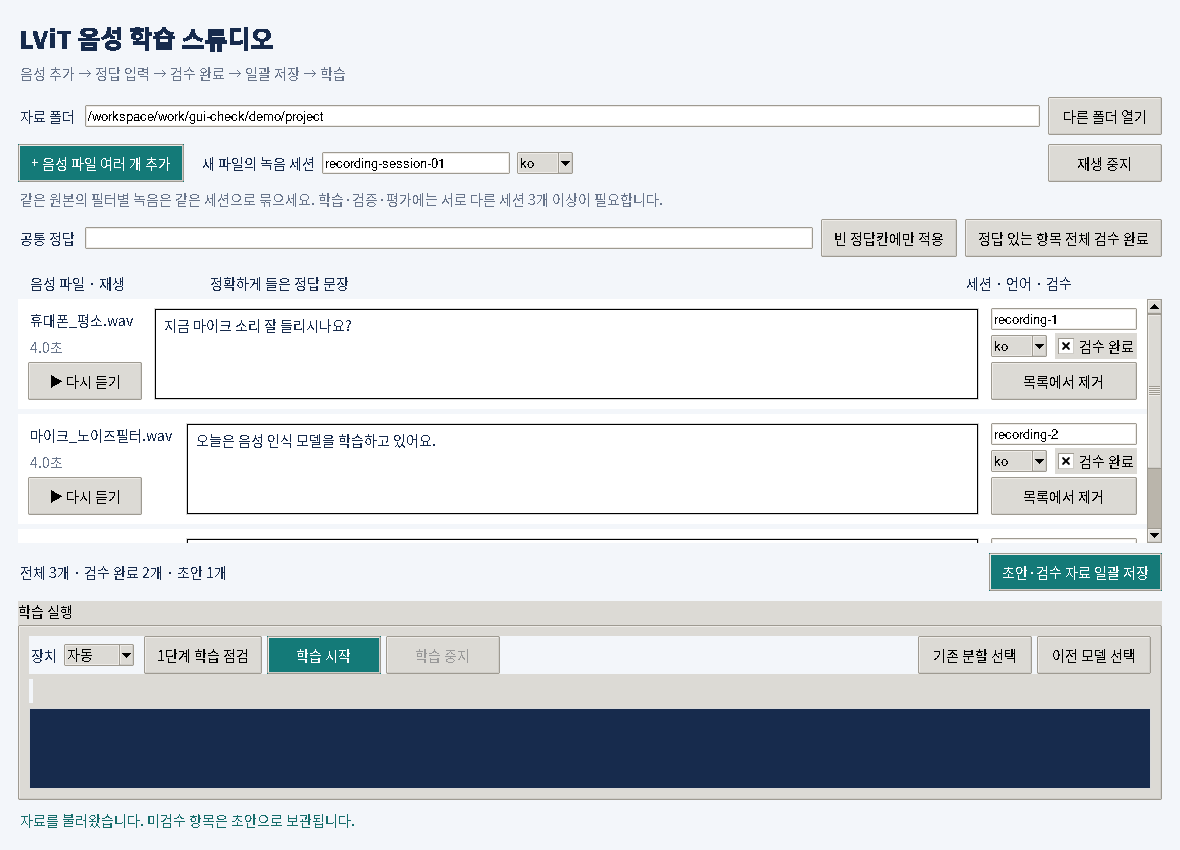 LViT 음성 학습 스튜디오
음성 추가 → 정답 입력 → 검수 완료 → 일괄 저장 → 학습
자료 폴더 /workspace/work/gui-check/demo/project 다른 폴더 열기
+ 음성 파일 여러 개 추가 새 파일의 녹음 세션 recording-session-01 ko 재생 중지
같은 원본의 필터별 녹음은 같은 세션으로 묶으세요. 학습·검증·평가에는 서로 다른 세션 3개 이상이 필요합니다.
공통 정답 빈 정답칸에만 적용 정답 있는 항목 전체 검수 완료
음성 파일 · 재생 정확하게 들은 정답 문장 세션 · 언어 · 검수
휴대폰_평소.wav 지금 마이크 소리 잘 들리시나요? recording-1
4.0초 ko 검수 완료
▶ 다시 듣기 목록에서 제거
마이크_노이즈필터.wav 오늘은 음성 인식 모델을 학습하고 있어요. recording-2
4.0초 ko 검수 완료
▶ 다시 듣기 목록에서 제거
전체 3개 · 검수 완료 2개 · 초안 1개 초안·검수 자료 일괄 저장
학습 실행
장치 자동 1단계 학습 점검 학습 시작 학습 중지 기존 분할 선택 이전 모델 선택
자료를 불러왔습니다. 미검수 항목은 초안으로 보관됩니다.